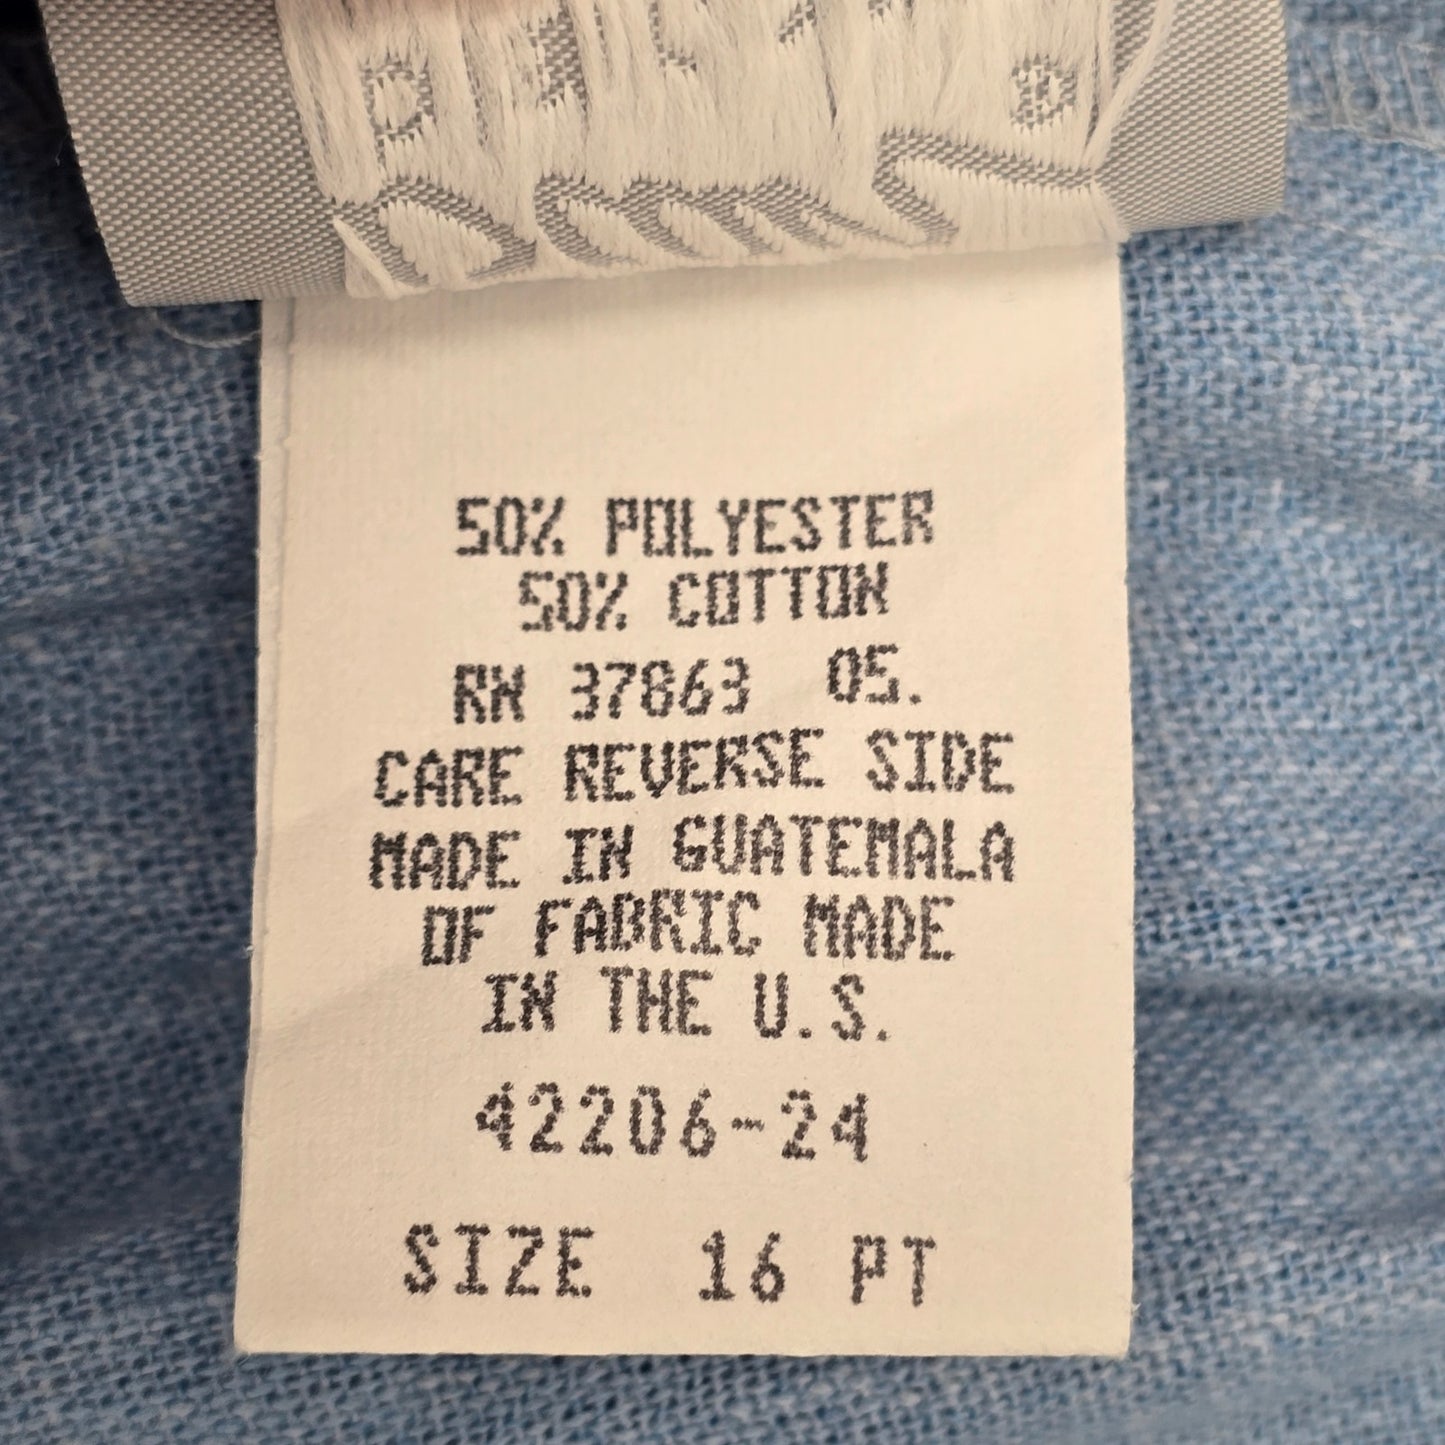 50% POLYESTER
50% COTTON
RN 37863 05.
CARE REVERSE SIDE
MADE IN GUATEMALA
OF FABRIC MADE
IN THE U.S.
42206-24
SIZE 16 PT